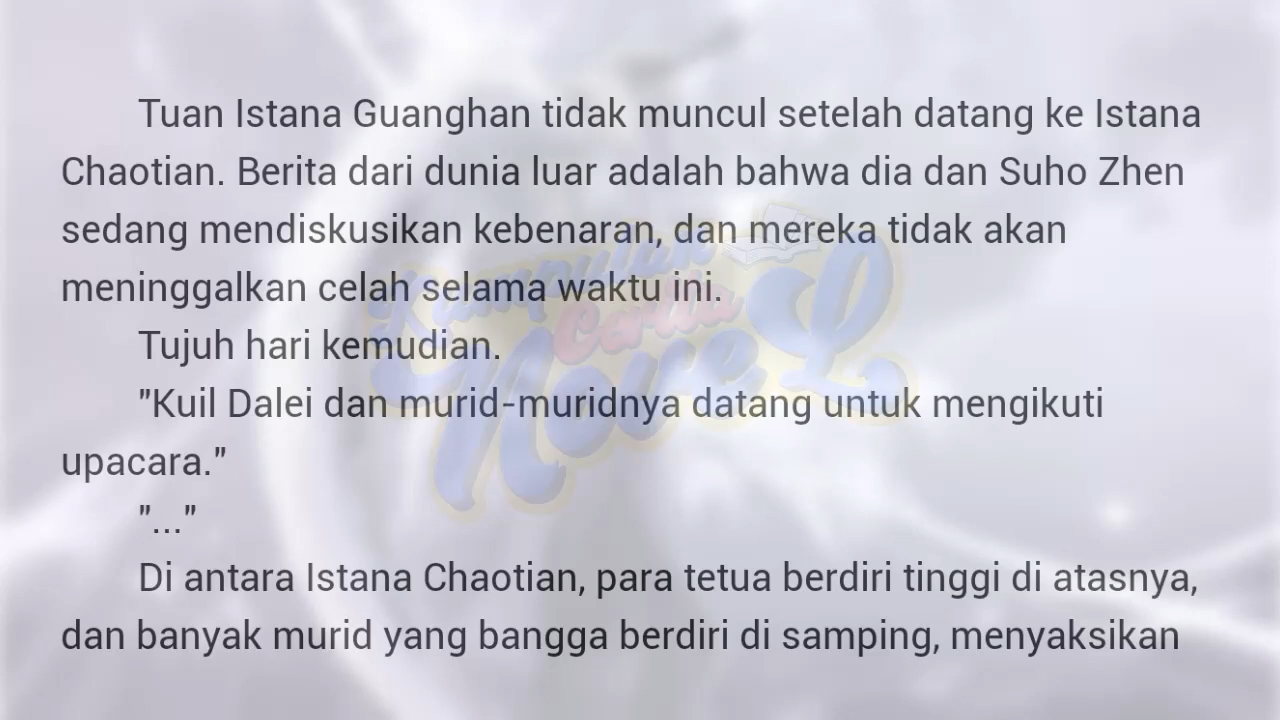 Tuan Istana Guanghan tidak muncul setelah datang ke Istana
Chaotian. Berita dari dunia luar adalah bahwa dia dan Suho Zhen
sedang mendiskusikan kebenaran, dan mereka tidak akan
meninggalkan celah selama waktu ini.
Tujuh hari kemudian.
"Kuil Dalei dan murid-muridnya datang untuk mengikuti
upacara."
"..."
Di antara Istana Chaotian, para tetua berdiri tinggi di atasnya,
dan banyak murid yang bangga berdiri di samping, menyaksikan
Kumpulan
Cerita
Novel